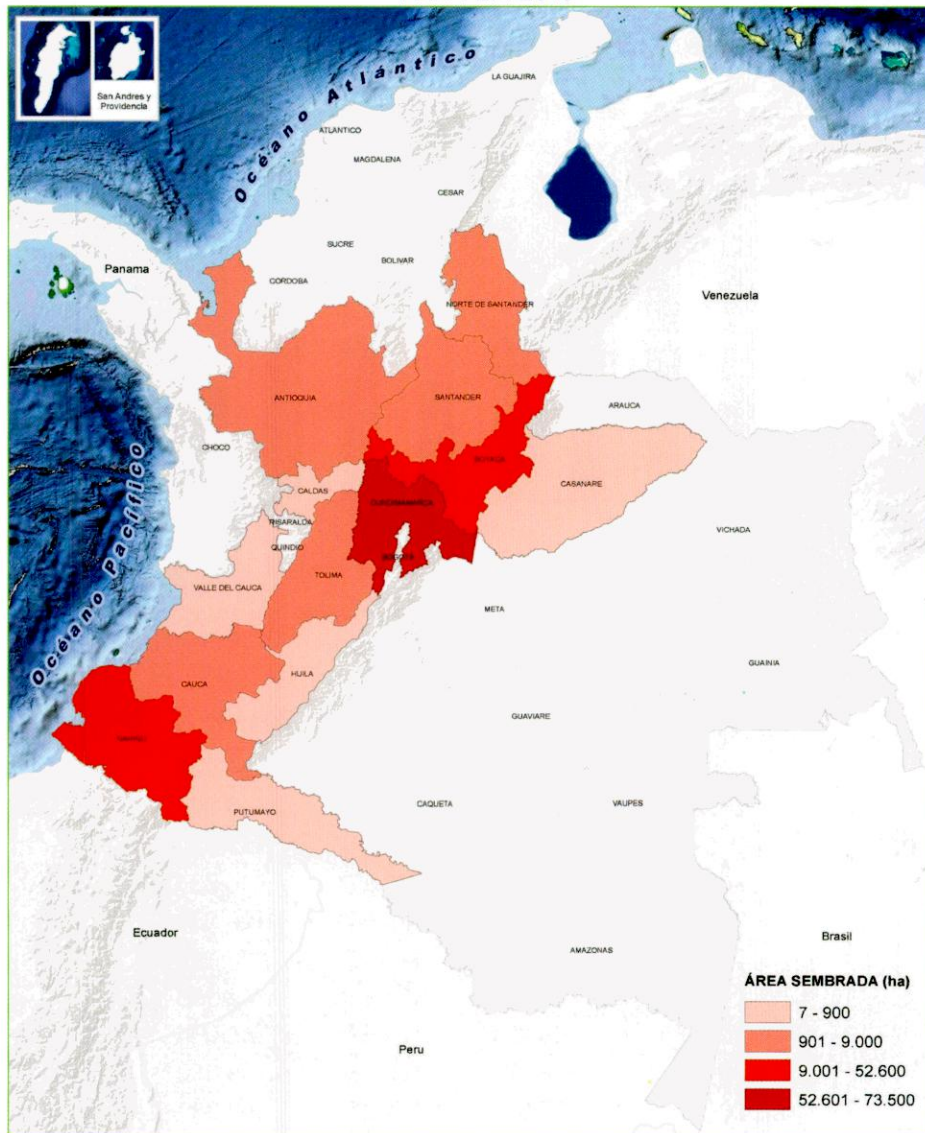 San Andres y
Providencia
Océano Atlántico
LA GUAJIRA
ATLANTICO
MAGDALENA
CESAR
SUCRE
BOLIVAR
CORDOBA
Panama
NORTE DE SANTANDER
Venezuela
ANTIOQUIA
SANTANDER
ARAUCA
CHOCO
BOYACA
CASANARE
CALDAS
CUNDINAMARCA
RISARALDA
VICHADA
QUINDIO
BOGOTA
TOLIMA
VALLE DEL CAUCA
META
Océano Pacífico
GUAINIA
HUILA
CAUCA
GUAVIARE
NARIÑO
PUTUMAYO
CAQUETA
VAUPES
Ecuador
AMAZONAS
Brasil
Peru
ÁREA SEMBRADA (ha)
7 - 900
901 - 9.000
9.001 - 52.600
52.601 - 73.500